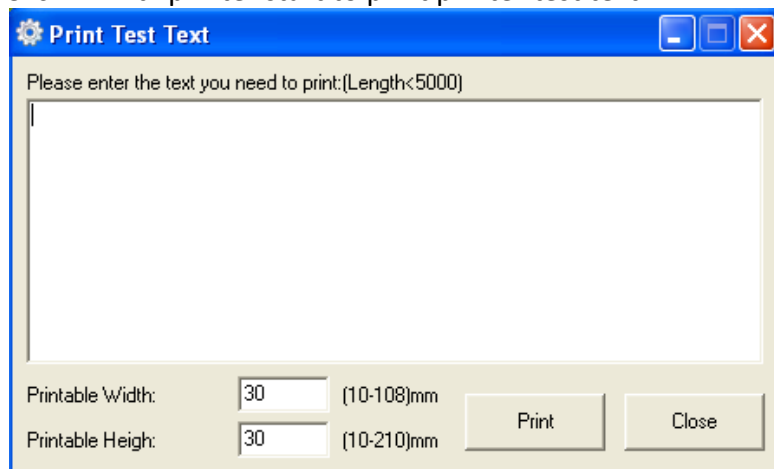 Print Test Text
Please enter the text you need to print:(Length<5000)
Printable Width: 30 (10-108)mm
Printable Heigh: 30 (10-210)mm
Print Close